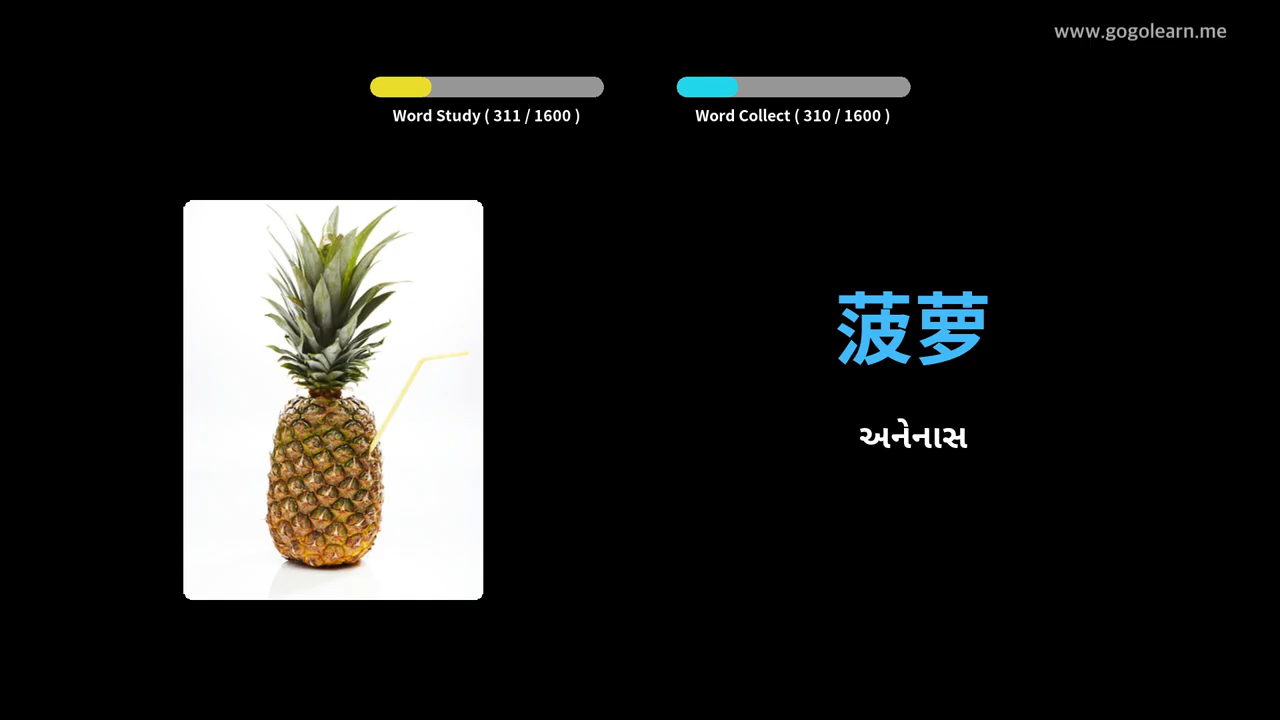 www.gogolearn.me
Word Study ( 311 / 1600 )
Word Collect ( 310 / 1600 )
菠萝
અનેનાસ